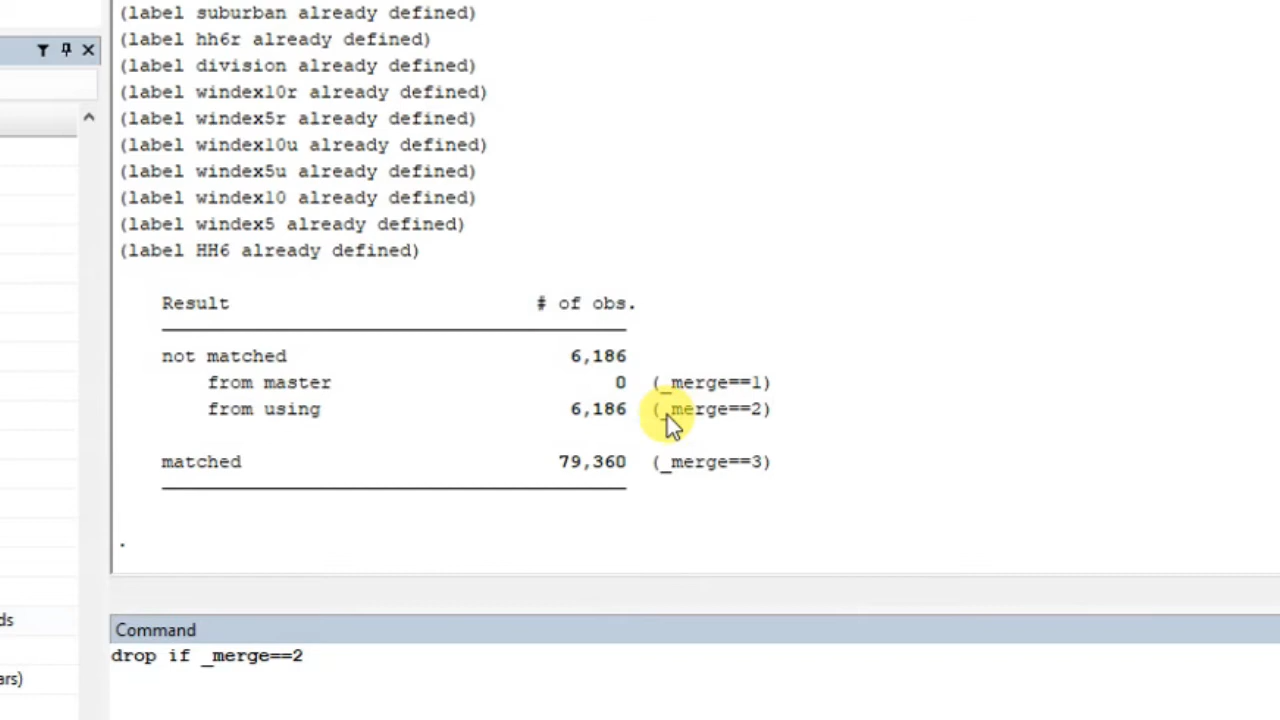 (label suburban already defined)
(label hh6r already defined)
(label division already defined)
(label windex10r already defined)
(label windex5r already defined)
(label windex10u already defined)
(label windex5u already defined)
(label windex10 already defined)
(label windex5 already defined)
(label HH6 already defined)
Result # of obs.
not matched 6,186
from master 0 (_merge==1)
from using 6,186 (_merge==2)
matched 79,360 (_merge==3)
.
ds
Command
drop if _merge==2
ars)